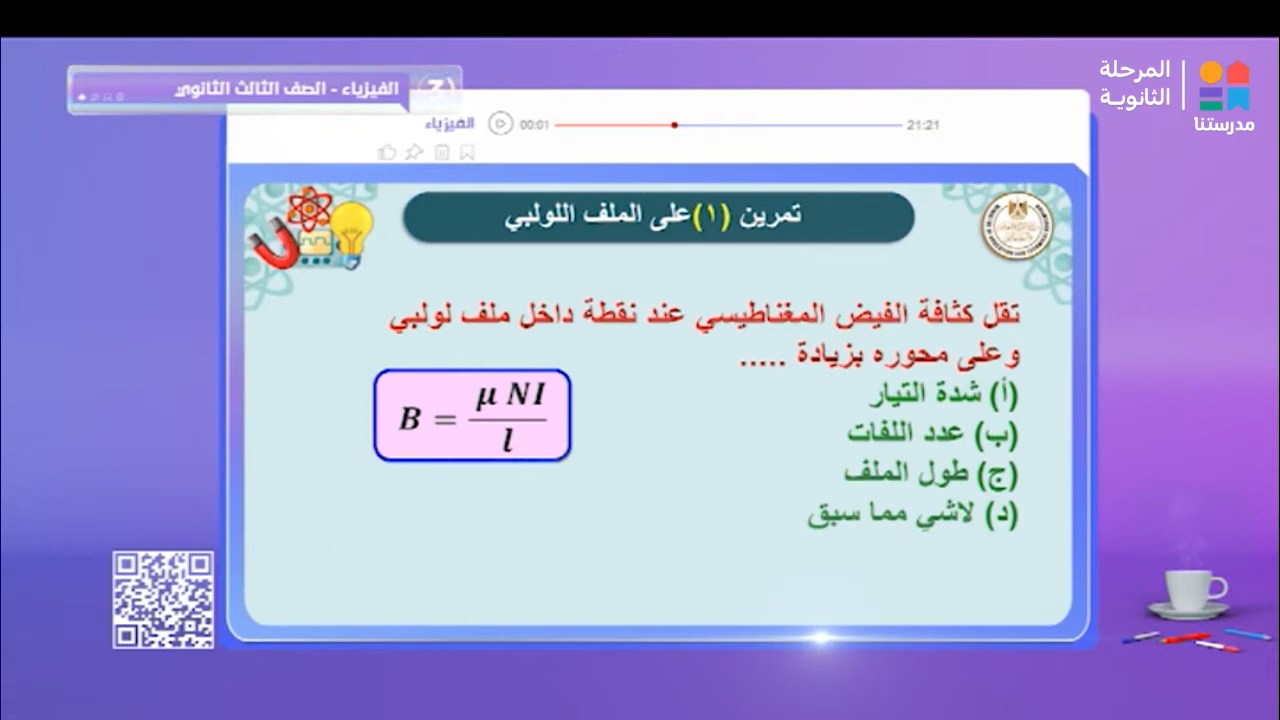 المرحلة
الثانوية
مدرستنا
الفيزياء - الصف الثالث الثانوي
3
الفيزياء
00:01
21:21
تمرين (١) على الملف اللولبي
تقل كثافة الفيض المغناطيسي عند نقطة داخل ملف لولبي
وعلى محوره بزيادة .....
(أ) شدة التيار
(ب) عدد اللفات
(ج) طول الملف
(د) لاشي مما سبق
B = μ NI / l